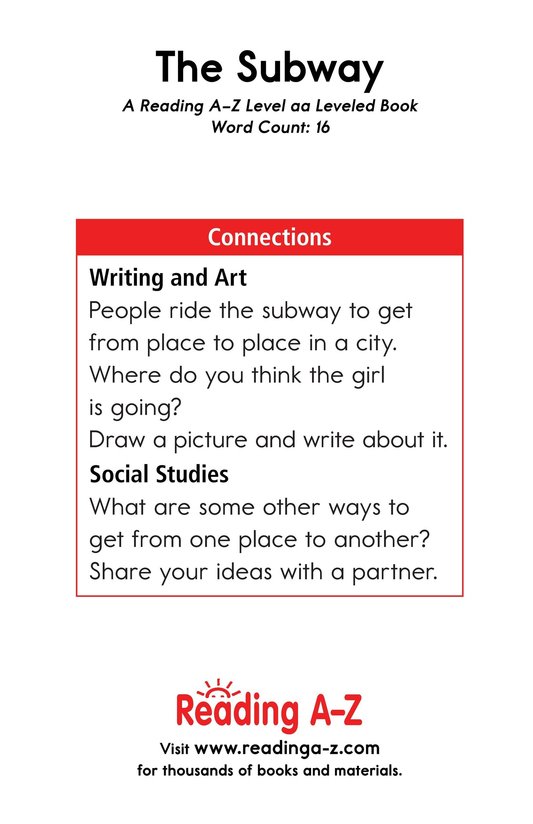 The Subway
A Reading A–Z Level aa Leveled Book
Word Count: 16
Connections
Writing and Art
People ride the subway to get
from place to place in a city.
Where do you think the girl
is going?
Draw a picture and write about it.
Social Studies
What are some other ways to
get from one place to another?
Share your ideas with a partner.
Reading A–Z
Visit www.readinga-z.com
for thousands of books and materials.